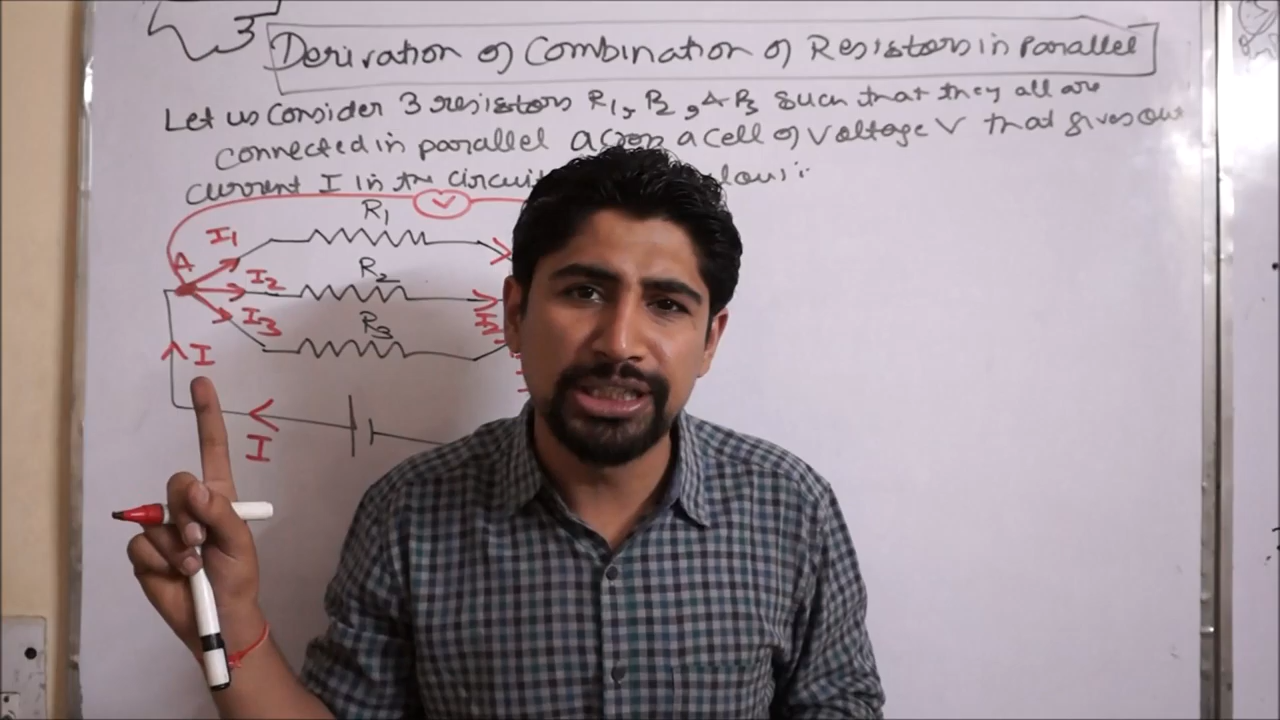 3
Derivation of Combination of Resistors in Parallel
Let us Consider 3 resistors R1, R2, & R3 Such that they all are
connected in parallel across a cell of Voltage V that gives out
current I in the circuit
V
R1
I1
A
R2
I2
R3
I3
I2
I
I